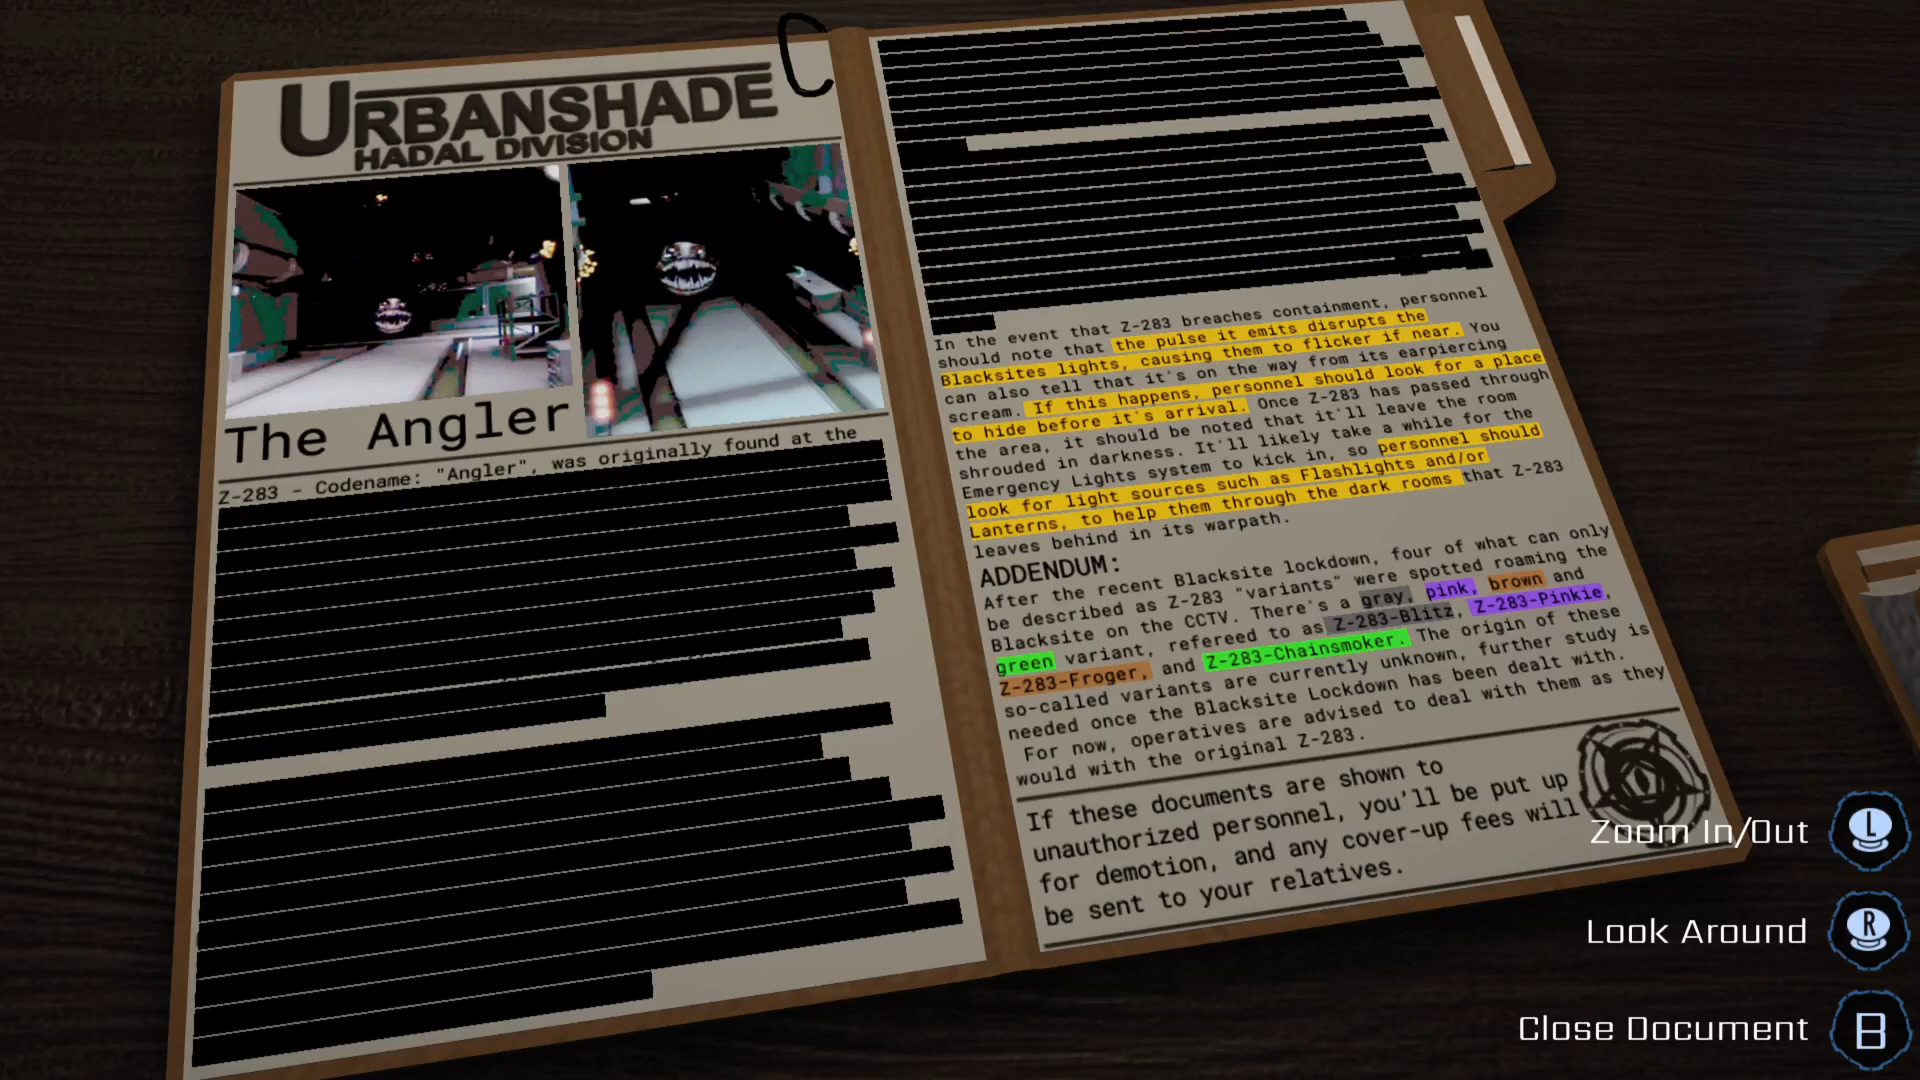 URBANSHADE
HADAL DIVISION
The Angler
Z-283 - Codename: "Angler", was originally found at the
In the event that Z-283 breaches containment, personnel
should note that the pulse it emits disrupts the
Blacksites lights, causing them to flicker if near. You
can also tell that it's on the way from its earpiercing
scream. If this happens, personnel should look for a place
to hide before it's arrival. Once Z-283 has passed through
the area, it should be noted that it'll leave the room
shrouded in darkness. It'll likely take a while for the
Emergency Lights system to kick in, so personnel should
look for light sources such as Flashlights and/or
Lanterns, to help them through the dark rooms that Z-283
leaves behind in its warpath.
ADDENDUM:
After the recent Blacksite lockdown, four of what can only
be described as Z-283 "variants" were spotted roaming the
Blacksite on the CCTV. There's a gray, pink, brown and
green variant, refereed to as Z-283-Blitz, Z-283-Pinkie,
Z-283-Froger, and Z-283-Chainsmoker. The origin of these
so-called variants are currently unknown, further study is
needed once the Blacksite Lockdown has been dealt with.
For now, operatives are advised to deal with them as they
would with the original Z-283.
If these documents are shown to
unauthorized personnel, you'll be put up
for demotion, and any cover-up fees will
be sent to your relatives.
Zoom In/Out L
Look Around R
Close Document B